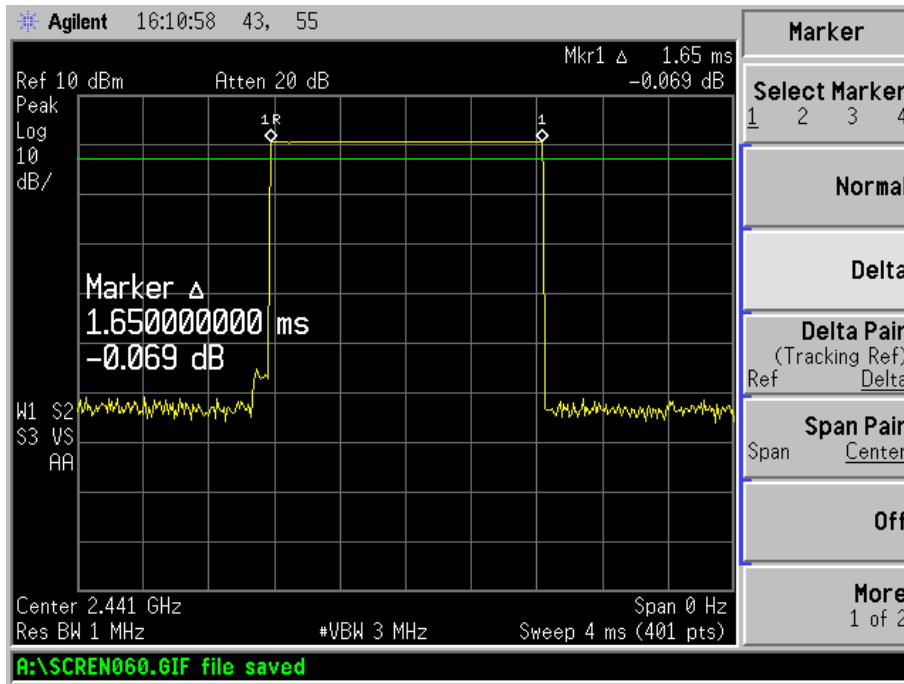 Agilent 16:10:58 43, 55
Mkr1 Δ 1.65 ms
Ref 10 dBm Atten 20 dB -0.069 dB
Peak
Log
10
dB/
1R 1
Marker Δ
1.650000000 ms
-0.069 dB
W1 S2
S3 VS
AA
Center 2.441 GHz Span 0 Hz
Res BW 1 MHz #VBW 3 MHz Sweep 4 ms (401 pts)
A:\SCREN060.GIF file saved
Marker
Select Marker
1 2 3 4
Normal
Delta
Delta Pair
(Tracking Ref)
Ref Delta
Span Pair
Span Center
Off
More
1 of 2